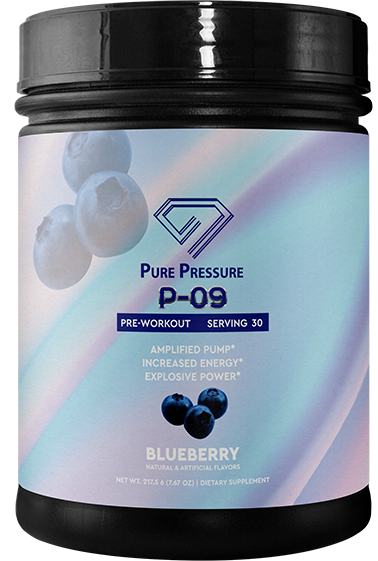 PURE PRESSURE
P-09
PRE-WORKOUT SERVING 30
AMPLIFIED PUMP*
INCREASED ENERGY*
EXPLOSIVE POWER*
BLUEBERRY
NATURAL & ARTIFICIAL FLAVORS
NET WT. 217.5 G (7.67 OZ) | DIETARY SUPPLEMENT